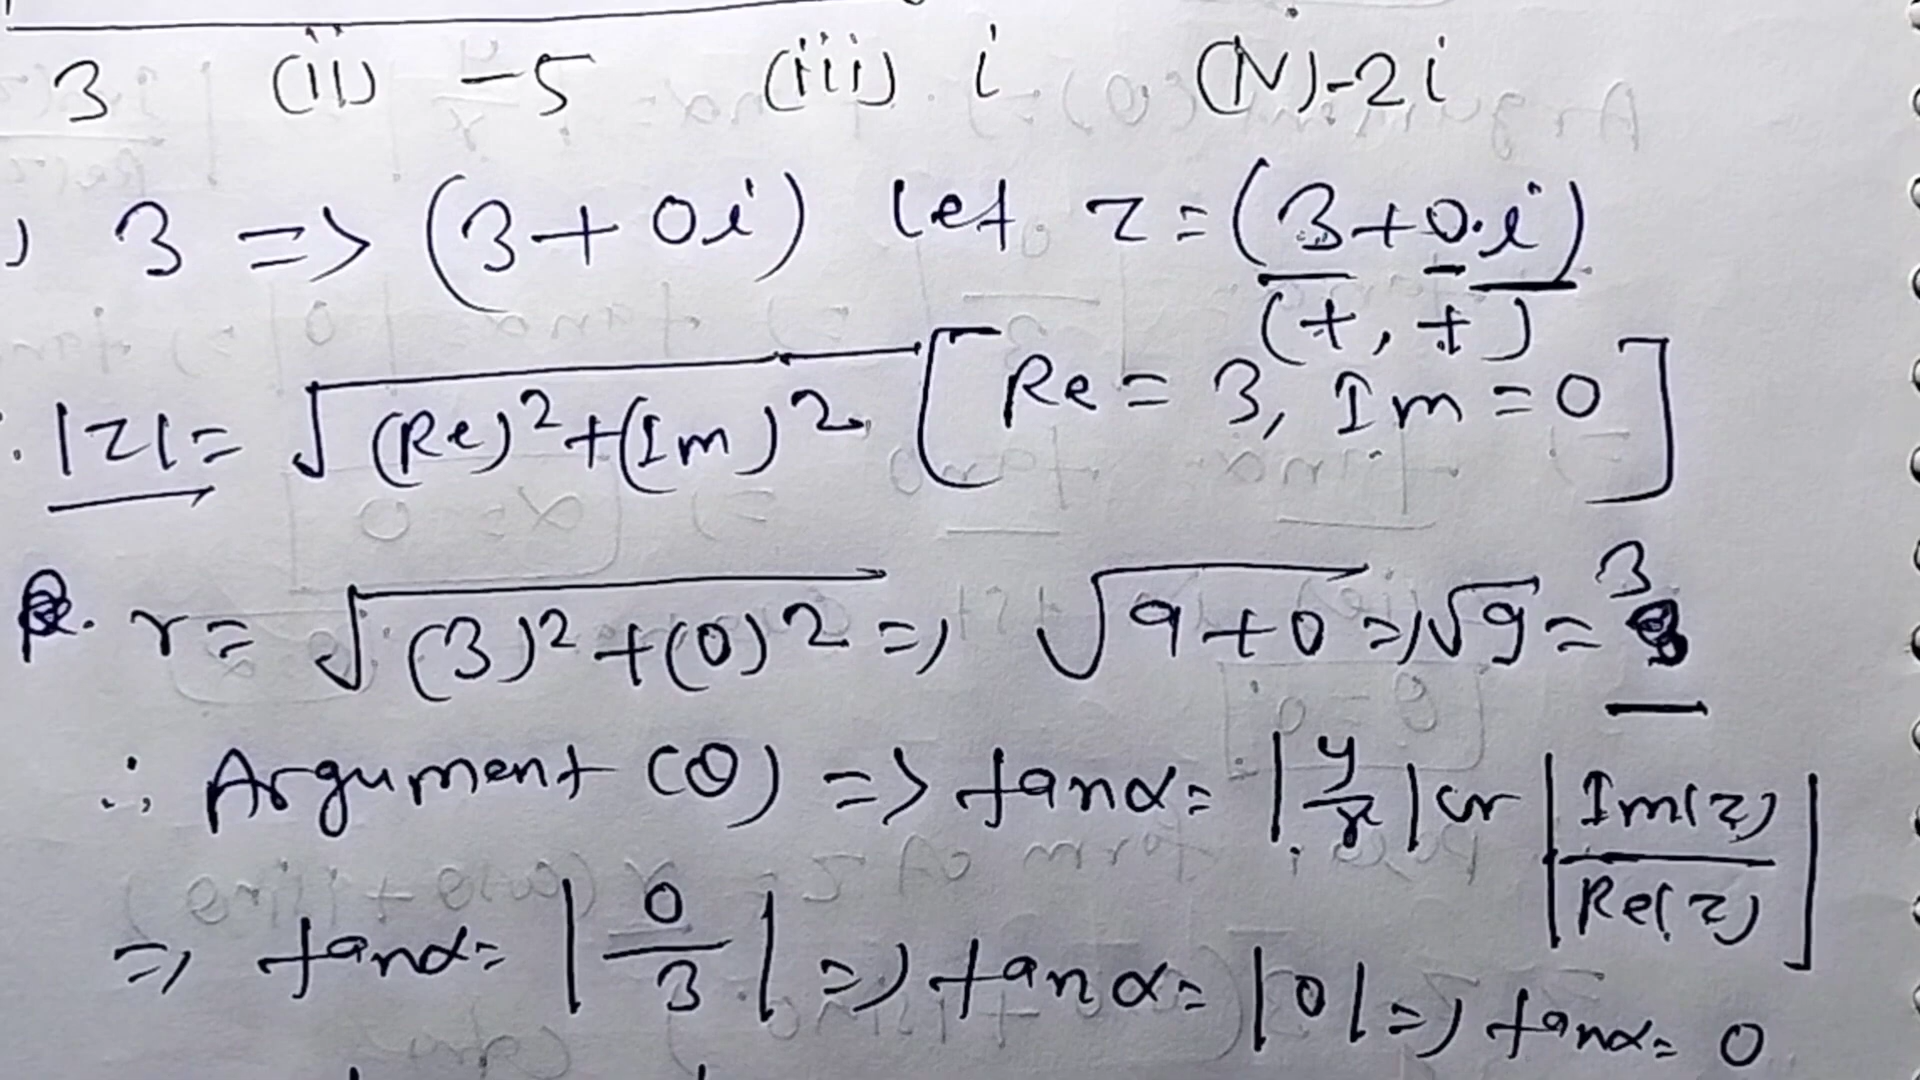 3 (ii) -5 (iii) i (iv) -2i
) 3 => (3+0i) let z = (3+0.i)
(+, +)
|z| = √(Re)²+(Im)² [Re = 3, Im = 0]
r = √(3)²+(0)² => √9+0 => √9 = 3
∴ Argument (θ) => tanα = |y/x| or |Im(z)/Re(z)|
=> tanα = |0/3| => tanα = |0| => tanα = 0